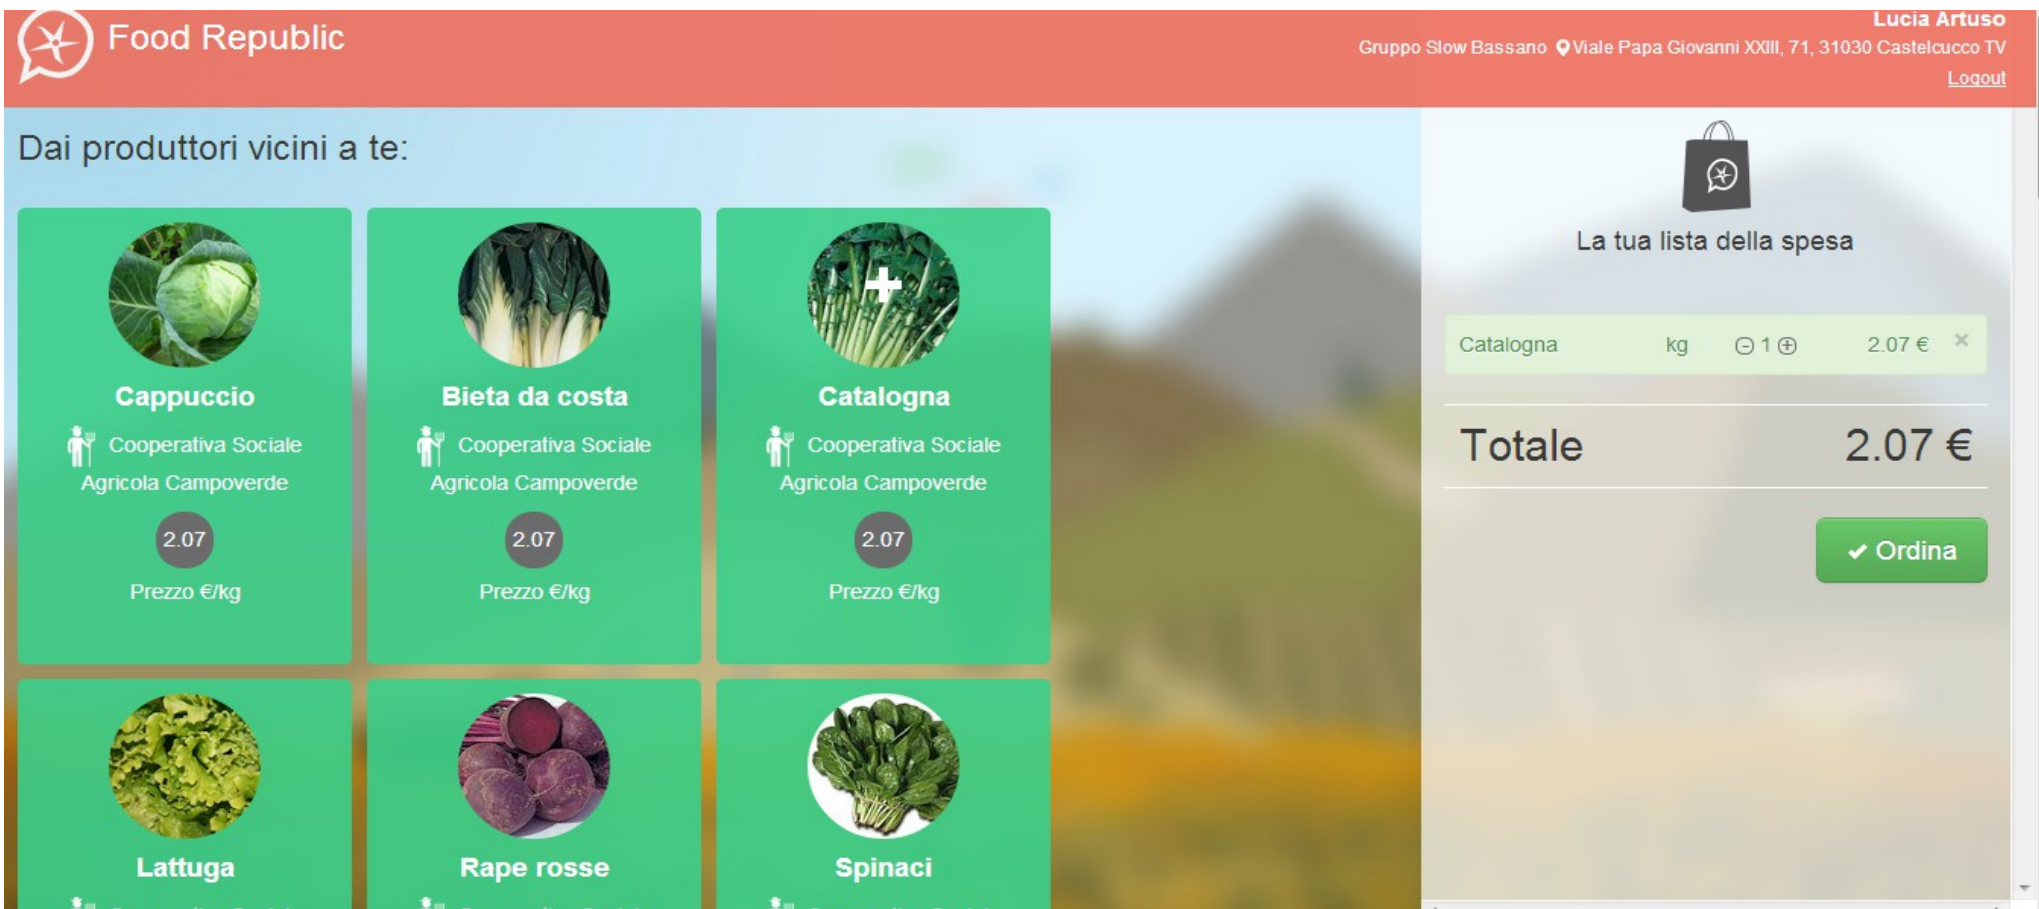 Food Republic
Lucia Artuso
Gruppo Slow Bassano Viale Papa Giovanni XXIII, 71, 31030 Castelcucco TV
Logout
Dai produttori vicini a te:
Cappuccio
Cooperativa Sociale
Agricola Campoverde
2.07
Prezzo €/kg
Bieta da costa
Cooperativa Sociale
Agricola Campoverde
2.07
Prezzo €/kg
Catalogna
Cooperativa Sociale
Agricola Campoverde
2.07
Prezzo €/kg
Lattuga
Rape rosse
Spinaci
La tua lista della spesa
Catalogna kg 1 2.07 €
Totale 2.07 €
Ordina